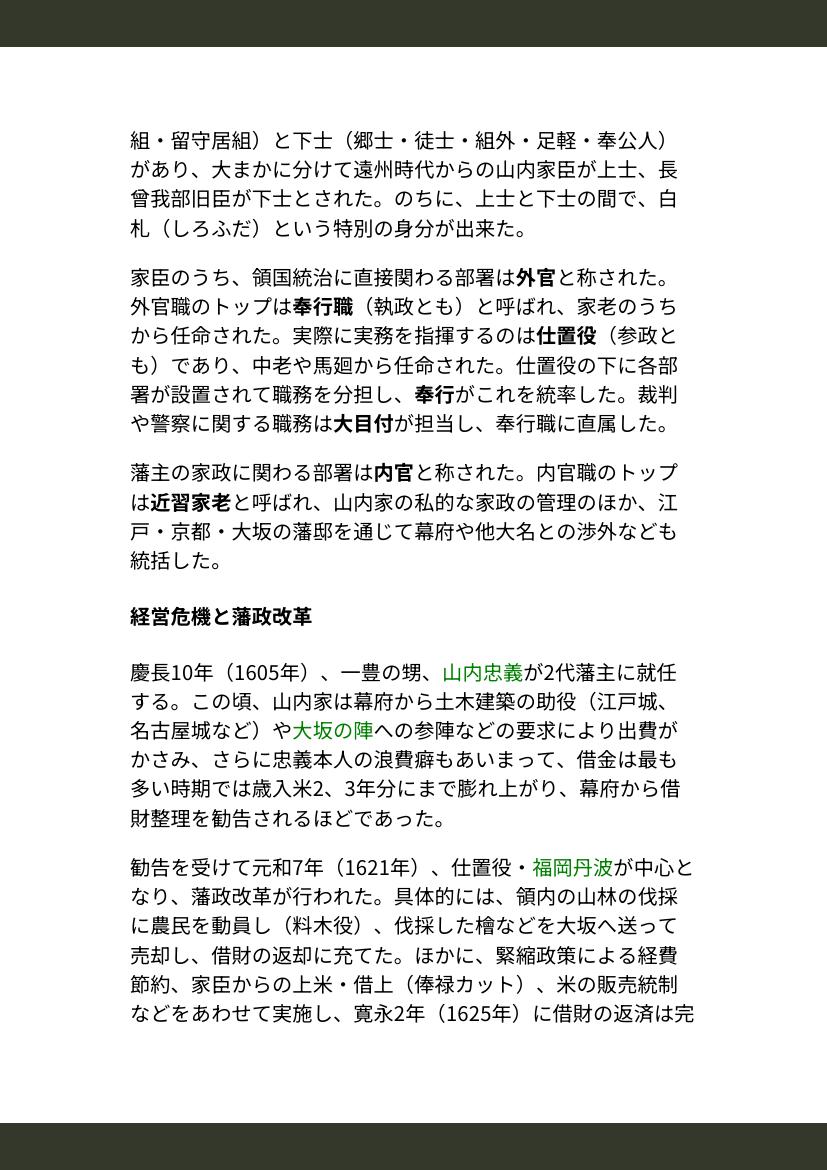 組・留守居組）と下士（郷士・徒士・組外・足軽・奉公人）
があり、大まかに分けて遠州時代からの山内家臣が上士、長
曾我部旧臣が下士とされた。のちに、上士と下士の間で、白
札（しろふだ）という特別の身分が出来た。
家臣のうち、領国統治に直接関わる部署は外官と称された。
外官職のトップは奉行職（執政とも）と呼ばれ、家老のうち
から任命された。実際に実務を指揮するのは仕置役（参政と
も）であり、中老や馬廻から任命された。仕置役の下に各部
署が設置されて職務を分担し、奉行がこれを統率した。裁判
や警察に関する職務は大目付が担当し、奉行職に直属した。
藩主の家政に関わる部署は内官と称された。内官職のトップ
は近習家老と呼ばれ、山内家の私的な家政の管理のほか、江
戸・京都・大坂の藩邸を通じて幕府や他大名との渉外なども
統括した。
経営危機と藩政改革
慶長10年（1605年）、一豊の甥、山内忠義が2代藩主に就任
する。この頃、山内家は幕府から土木建築の助役（江戸城、
名古屋城など）や大坂の陣への参陣などの要求により出費が
かさみ、さらに忠義本人の浪費癖もあいまって、借金は最も
多い時期では歳入米2、3年分にまで膨れ上がり、幕府から借
財整理を勧告されるほどであった。
勧告を受けて元和7年（1621年）、仕置役・福岡丹波が中心と
なり、藩政改革が行われた。具体的には、領内の山林の伐採
に農民を動員し（料木役）、伐採した檜などを大坂へ送って
売却し、借財の返却に充てた。ほかに、緊縮政策による経費
節約、家臣からの上米・借上（俸禄カット）、米の販売統制
などをあわせて実施し、寛永2年（1625年）に借財の返済は完